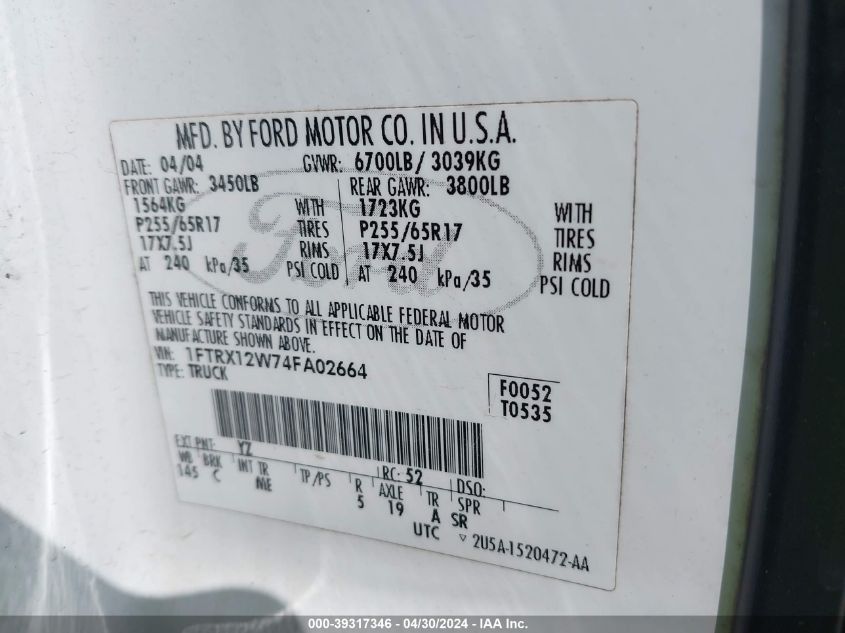 MFD. BY FORD MOTOR CO. IN U.S.A.
DATE: 04/04 GVWR: 6700LB/ 3039KG
FRONT GAWR: 3450LB REAR GAWR: 3800LB
1564KG WITH 1723KG WITH
P255/65R17 TIRES P255/65R17 TIRES
17X7.5J RIMS 17X7.5J RIMS
AT 240 kPa/35 PSI COLD AT 240 kPa/35 PSI COLD
Ford
THIS VEHICLE CONFORMS TO ALL APPLICABLE FEDERAL MOTOR
VEHICLE SAFETY STANDARDS IN EFFECT ON THE DATE OF
MANUFACTURE SHOWN ABOVE.
VIN: 1FTRX12W74FA02664
TYPE: TRUCK
F0052
T0535
EXT PNT: YZ RC: 52 DSO:
WB BRK INT TR TP/PS R AXLE TR SPR
145 C ME 5 19 A SR
UTC ▽ 2U5A-1520472-AA
000-39317346 | 04/30/2024 - IAA Inc.